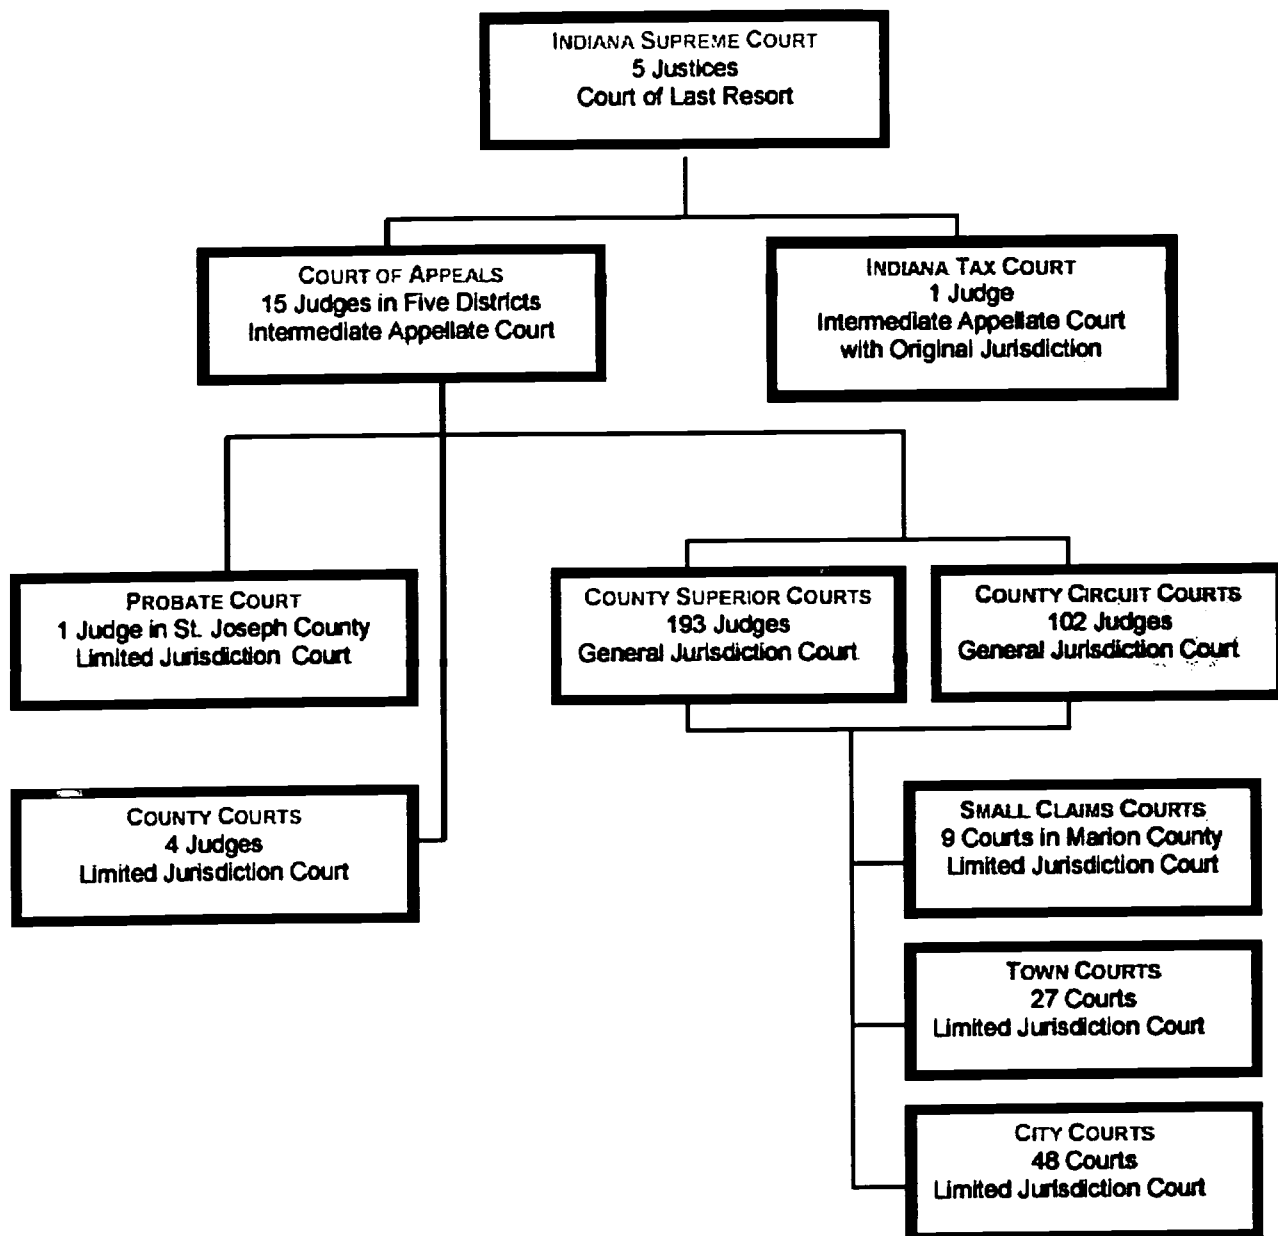 INDIANA SUPREME COURT
5 Justices
Court of Last Resort
COURT OF APPEALS
15 Judges in Five Districts
Intermediate Appellate Court
INDIANA TAX COURT
1 Judge
Intermediate Appellate Court
with Original Jurisdiction
PROBATE COURT
1 Judge in St. Joseph County
Limited Jurisdiction Court
COUNTY SUPERIOR COURTS
193 Judges
General Jurisdiction Court
COUNTY CIRCUIT COURTS
102 Judges
General Jurisdiction Court
COUNTY COURTS
4 Judges
Limited Jurisdiction Court
SMALL CLAIMS COURTS
9 Courts in Marion County
Limited Jurisdiction Court
TOWN COURTS
27 Courts
Limited Jurisdiction Court
CITY COURTS
48 Courts
Limited Jurisdiction Court